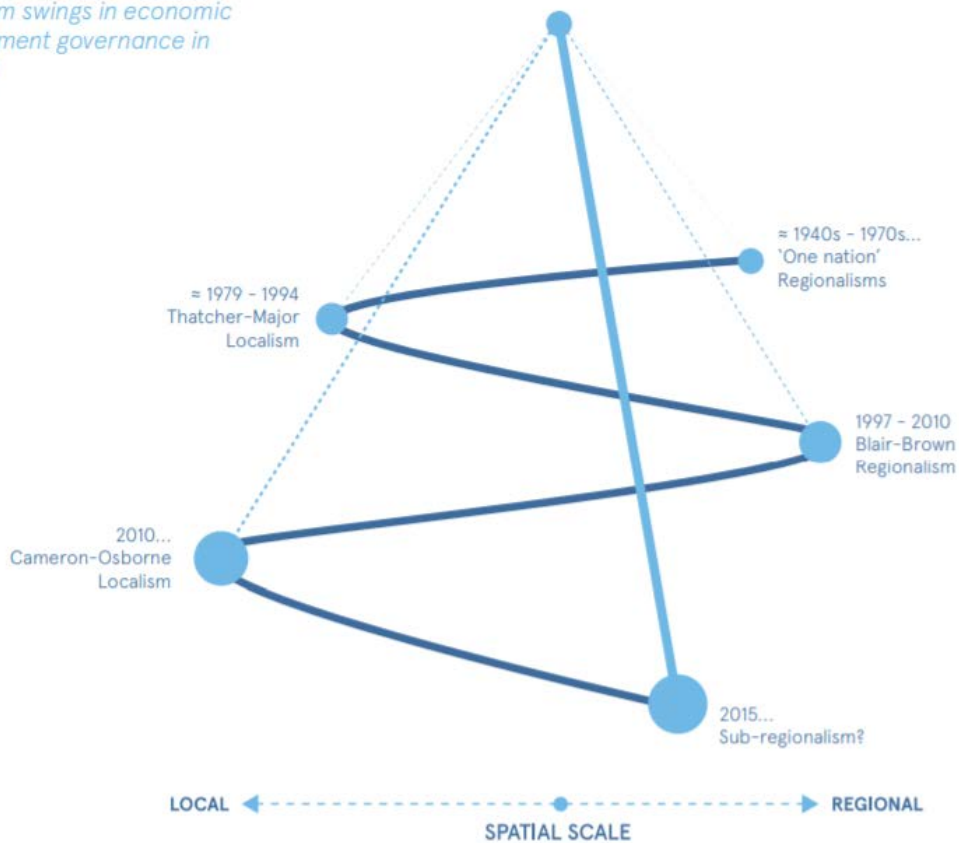 swings in economic
governance in
≈ 1940s - 1970s...
‘One nation’
Regionalisms
≈ 1979 - 1994
Thatcher-Major
Localism
1997 - 2010
Blair-Brown
Regionalism
2010...
Cameron-Osborne
Localism
2015...
Sub-regionalism?
LOCAL
REGIONAL
SPATIAL SCALE